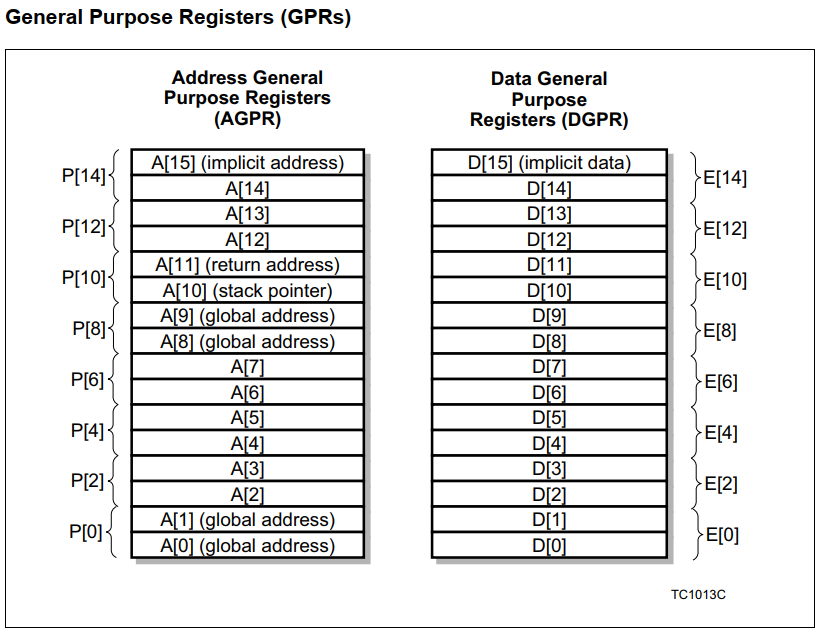 General Purpose Registers (GPRs)
Address General
Purpose Registers
(AGPR)
Data General
Purpose
Registers (DGPR)
P[14]
A[15] (implicit address)
D[15] (implicit data)
E[14]
A[14]
D[14]
P[12]
A[13]
D[13]
E[12]
A[12]
D[12]
P[10]
A[11] (return address)
D[11]
E[10]
A[10] (stack pointer)
D[10]
P[8]
A[9] (global address)
D[9]
E[8]
A[8] (global address)
D[8]
P[6]
A[7]
D[7]
E[6]
A[6]
D[6]
P[4]
A[5]
D[5]
E[4]
A[4]
D[4]
P[2]
A[3]
D[3]
E[2]
A[2]
D[2]
P[0]
A[1] (global address)
D[1]
E[0]
A[0] (global address)
D[0]
TC1013C